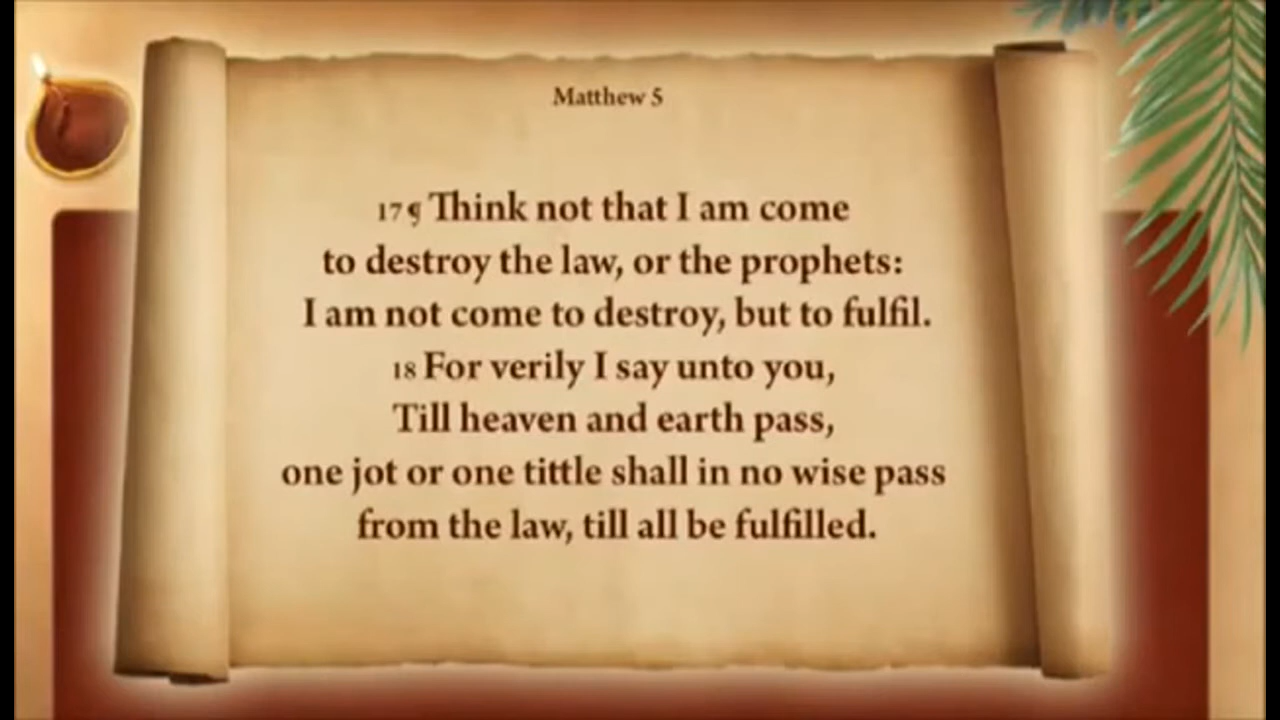 Matthew 5
17 ¶ Think not that I am come
to destroy the law, or the prophets:
I am not come to destroy, but to fulfil.
18 For verily I say unto you,
Till heaven and earth pass,
one jot or one tittle shall in no wise pass
from the law, till all be fulfilled.